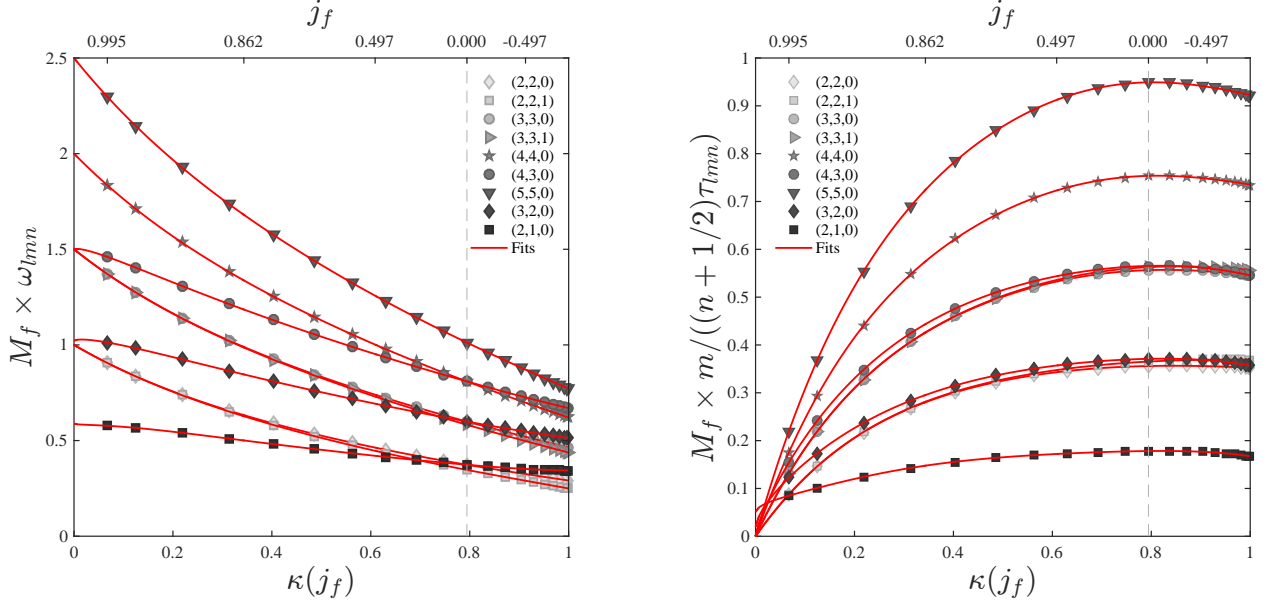 j_f
0.995 0.862 0.497 0.000 -0.497
2.5
2
1.5
1
0.5
0
M_f × ω_{lmn}
(2,2,0)
(2,2,1)
(3,3,0)
(3,3,1)
(4,4,0)
(4,3,0)
(5,5,0)
(3,2,0)
(2,1,0)
Fits
0 0.2 0.4 0.6 0.8 1
κ(j_f)
j_f
0.995 0.862 0.497 0.000 -0.497
1
0.9
0.8
0.7
0.6
0.5
0.4
0.3
0.2
0.1
0
M_f × m/((n + 1/2)τ_{lmn})
(2,2,0)
(2,2,1)
(3,3,0)
(3,3,1)
(4,4,0)
(4,3,0)
(5,5,0)
(3,2,0)
(2,1,0)
Fits
0 0.2 0.4 0.6 0.8 1
κ(j_f)